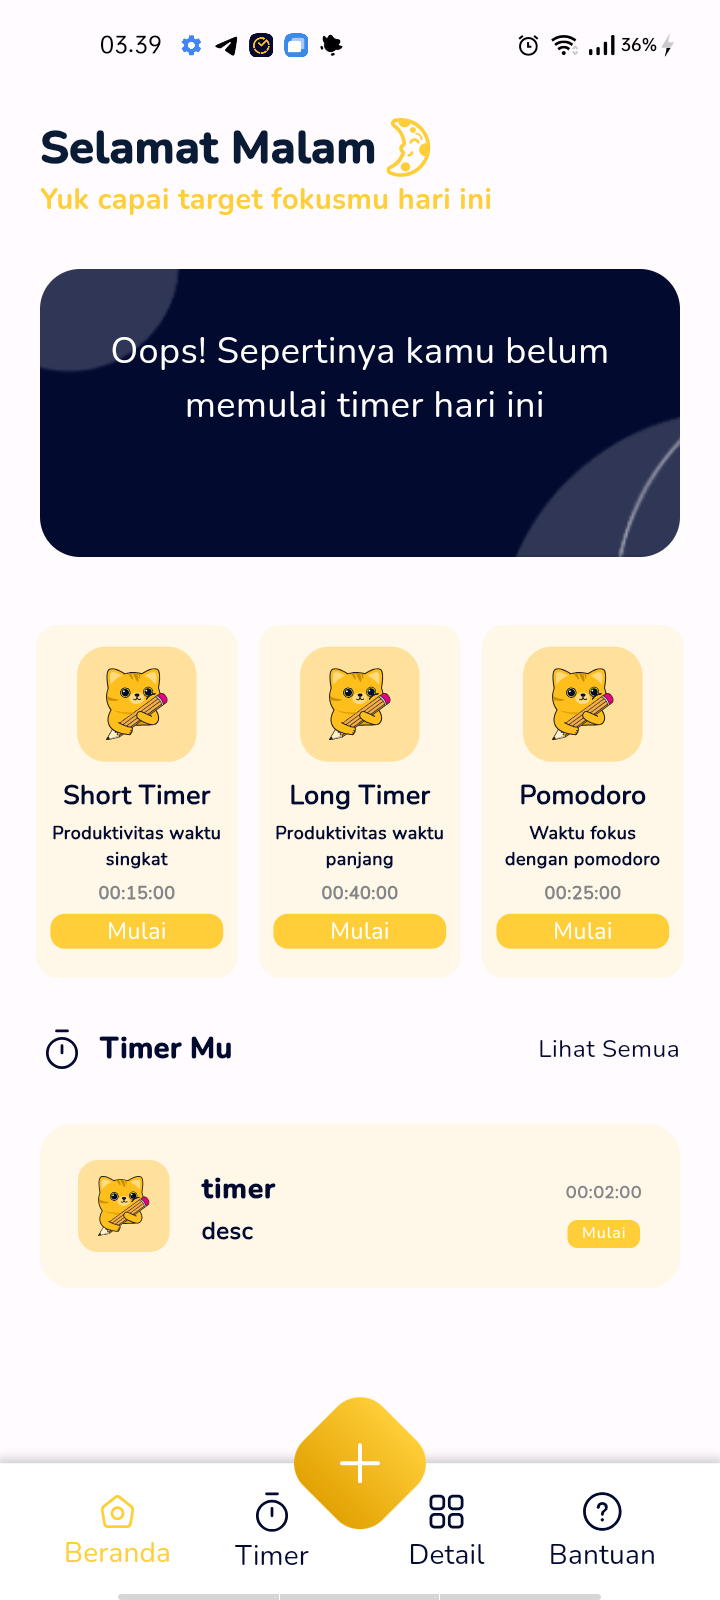 03.39
36%
Selamat Malam
Yuk capai target fokusmu hari ini
Oops! Sepertinya kamu belum
memulai timer hari ini
Short Timer
Produktivitas waktu
singkat
00:15:00
Mulai
Long Timer
Produktivitas waktu
panjang
00:40:00
Mulai
Pomodoro
Waktu fokus
dengan pomodoro
00:25:00
Mulai
Timer Mu
Lihat Semua
timer
desc
00:02:00
Mulai
Beranda
Timer
Detail
Bantuan